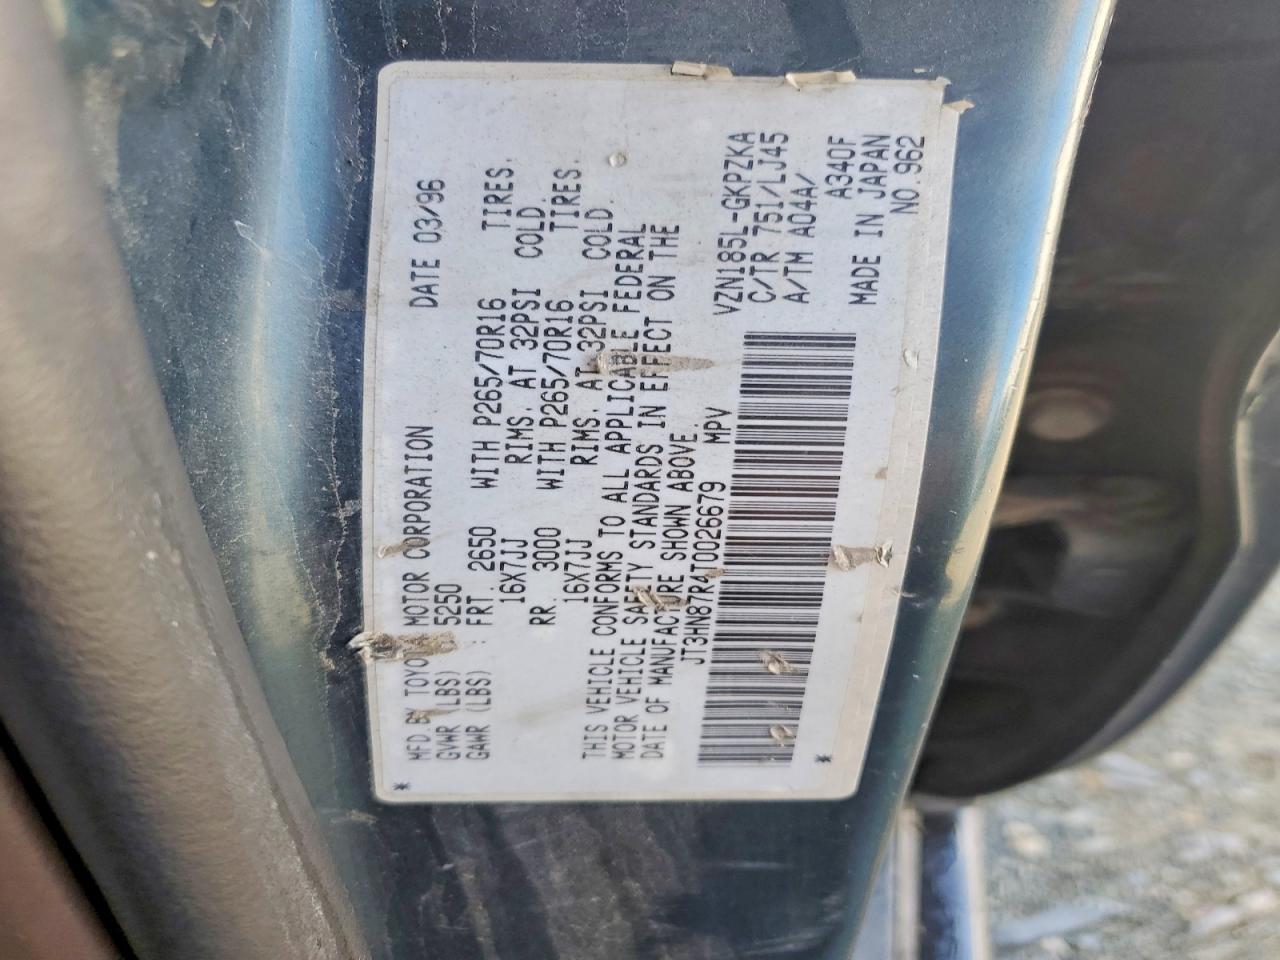 *
MFD. BY TOYOTA MOTOR CORPORATION DATE 03/96
GVWR (LBS) : 5250
GAWR (LBS) : FRT. 2650 WITH P265/70R16 TIRES.
16X7JJ RIMS. AT 32PSI COLD.
RR. 3000 WITH P265/70R16 TIRES.
16X7JJ RIMS. AT 32PSI COLD.
THIS VEHICLE CONFORMS TO ALL APPLICABLE FEDERAL
MOTOR VEHICLE SAFETY STANDARDS IN EFFECT ON THE
DATE OF MANUFACTURE SHOWN ABOVE.
JT3HN87R4T0026679 MPV
VZN185L-GKPZKA
C/TR 751/LJ45
A/TM A04A/
A340F
MADE IN JAPAN
NO.962
*